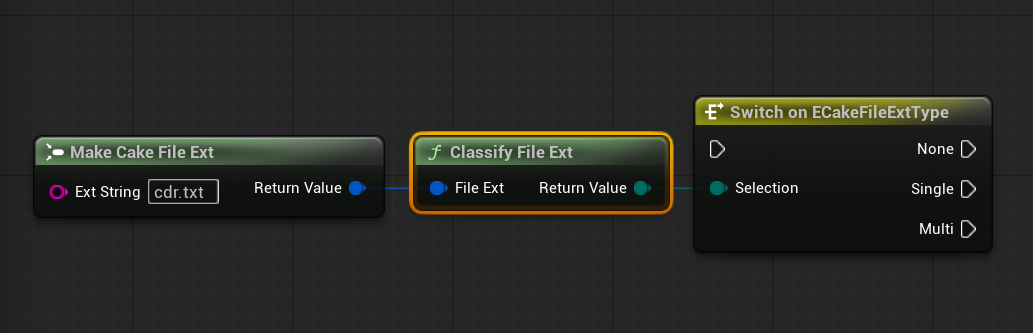 Make Cake File Ext
Ext String cdr.txt Return Value
Classify File Ext
File Ext Return Value
Switch on ECakeFileExtType
None
Selection Single
Multi